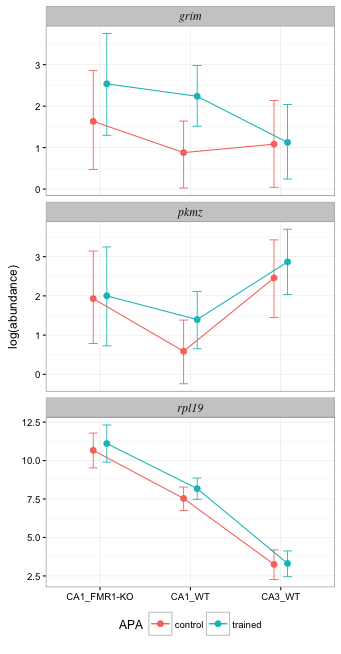 grim
3
2
1
0
pkmz
3
2
1
0
log(abundance)
rpl19
12.5
10.0
7.5
5.0
2.5
CA1_FMR1-KO CA1_WT CA3_WT
APA control trained